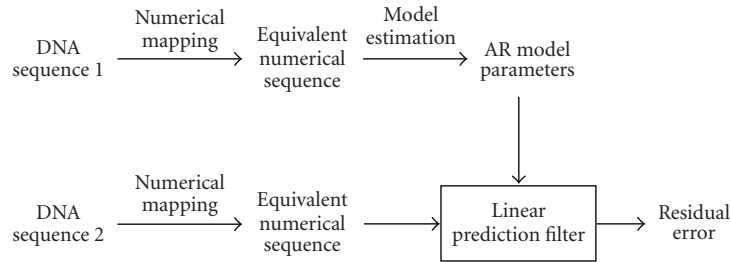 DNA
sequence 1
Numerical
mapping
Equivalent
numerical
sequence
Model
estimation
AR model
parameters
DNA
sequence 2
Numerical
mapping
Equivalent
numerical
sequence
Linear
prediction filter
Residual
error